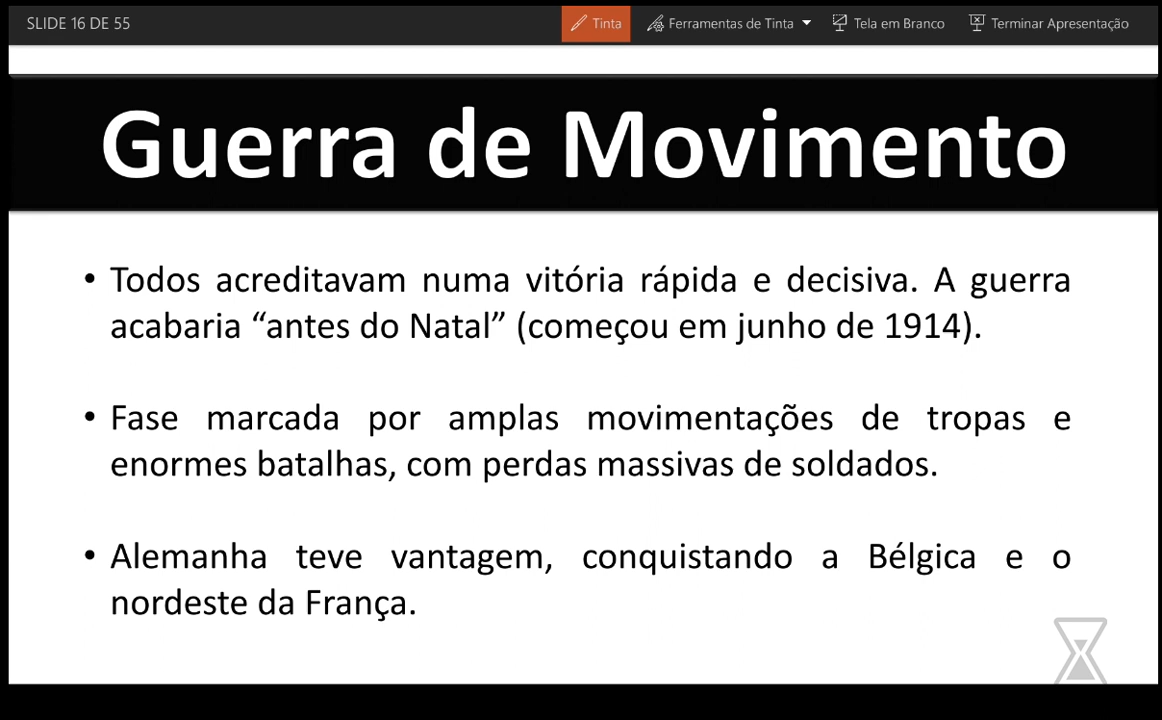 SLIDE 16 DE 55
Tinta
Ferramentas de Tinta
Tela em Branco
Terminar Apresentação
Guerra de Movimento
• Todos acreditavam numa vitória rápida e decisiva. A guerra
acabaria “antes do Natal” (começou em junho de 1914).
• Fase marcada por amplas movimentações de tropas e
enormes batalhas, com perdas massivas de soldados.
• Alemanha teve vantagem, conquistando a Bélgica e o
nordeste da França.